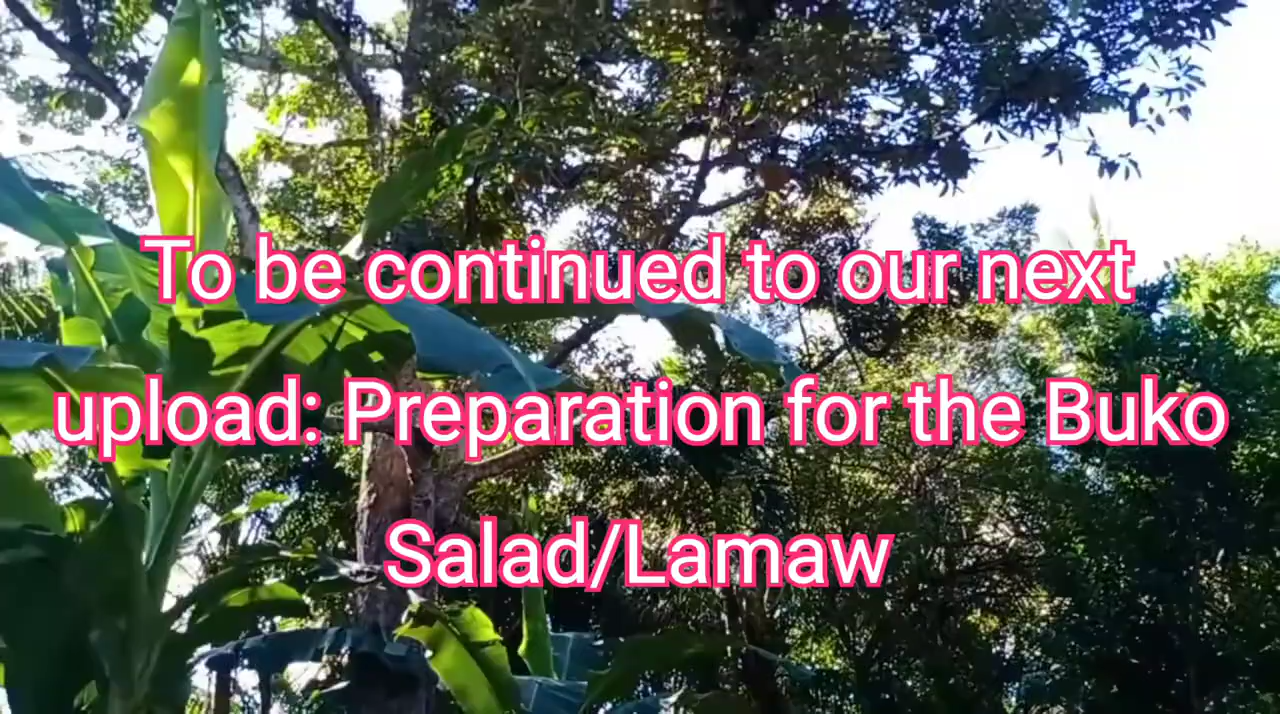 To be continued to our next
upload: Preparation for the Buko
Salad/Lamaw